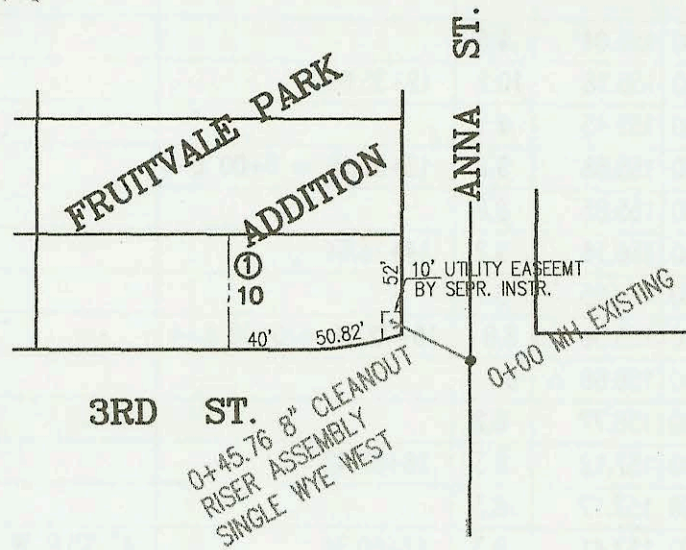 FRUITVALE PARK
ADDITION
ANNA ST.
①
10
52'
10' UTILITY EASEEMT
BY SEPR. INSTR.
40'
50.82'
0+00 MH EXISTING
3RD ST.
0+45.76 8" CLEANOUT
RISER ASSEMBLY
SINGLE WYE WEST